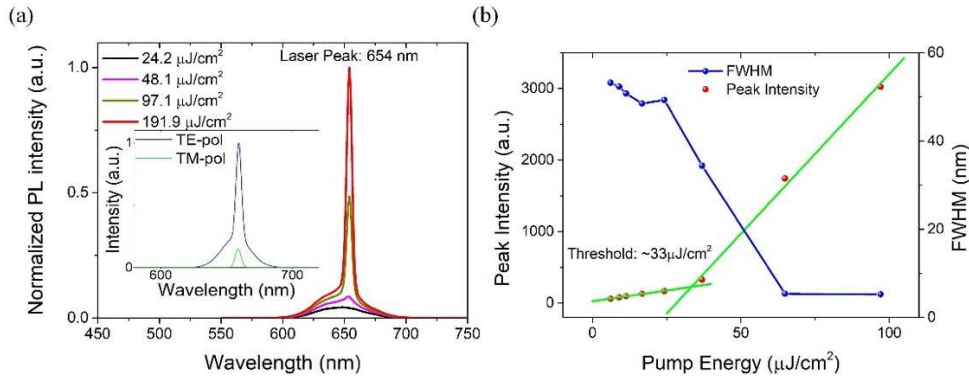 (a)
Normalized PL intensity (a.u.)
1.0
0.5
0.0
24.2 μJ/cm²
48.1 μJ/cm²
97.1 μJ/cm²
191.9 μJ/cm²
Laser Peak: 654 nm
TE-pol
TM-pol
Intensity (a.u.)
1
0
600 700
Wavelength (nm)
450 500 550 600 650 700 750
Wavelength (nm)
(b)
Peak Intensity (a.u.)
3000
2000
1000
0
FWHM
Peak Intensity
Threshold: ~33μJ/cm²
60
40
20
0
FWHM (nm)
0 25 50 75 100
Pump Energy (μJ/cm²)